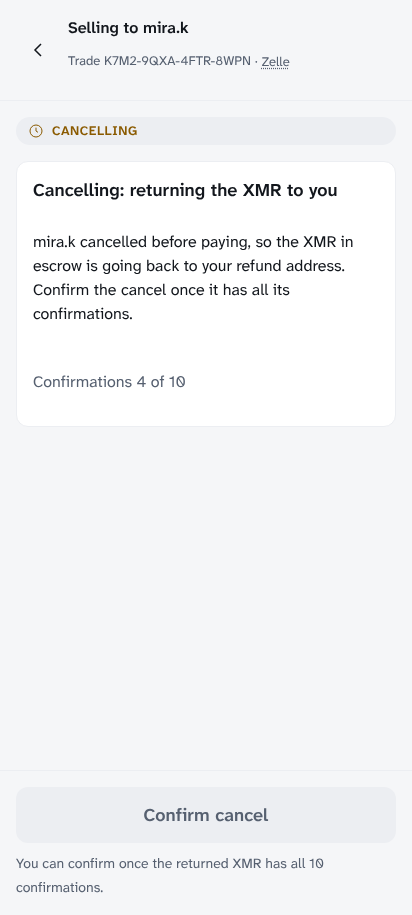 Selling to mira.k
Trade K7M2-9QXA-4FTR-8WPN · Zelle
CANCELLING
Cancelling: returning the XMR to you
mira.k cancelled before paying, so the XMR in
escrow is going back to your refund address.
Confirm the cancel once it has all its
confirmations.
Confirmations 4 of 10
Confirm cancel
You can confirm once the returned XMR has all 10
confirmations.